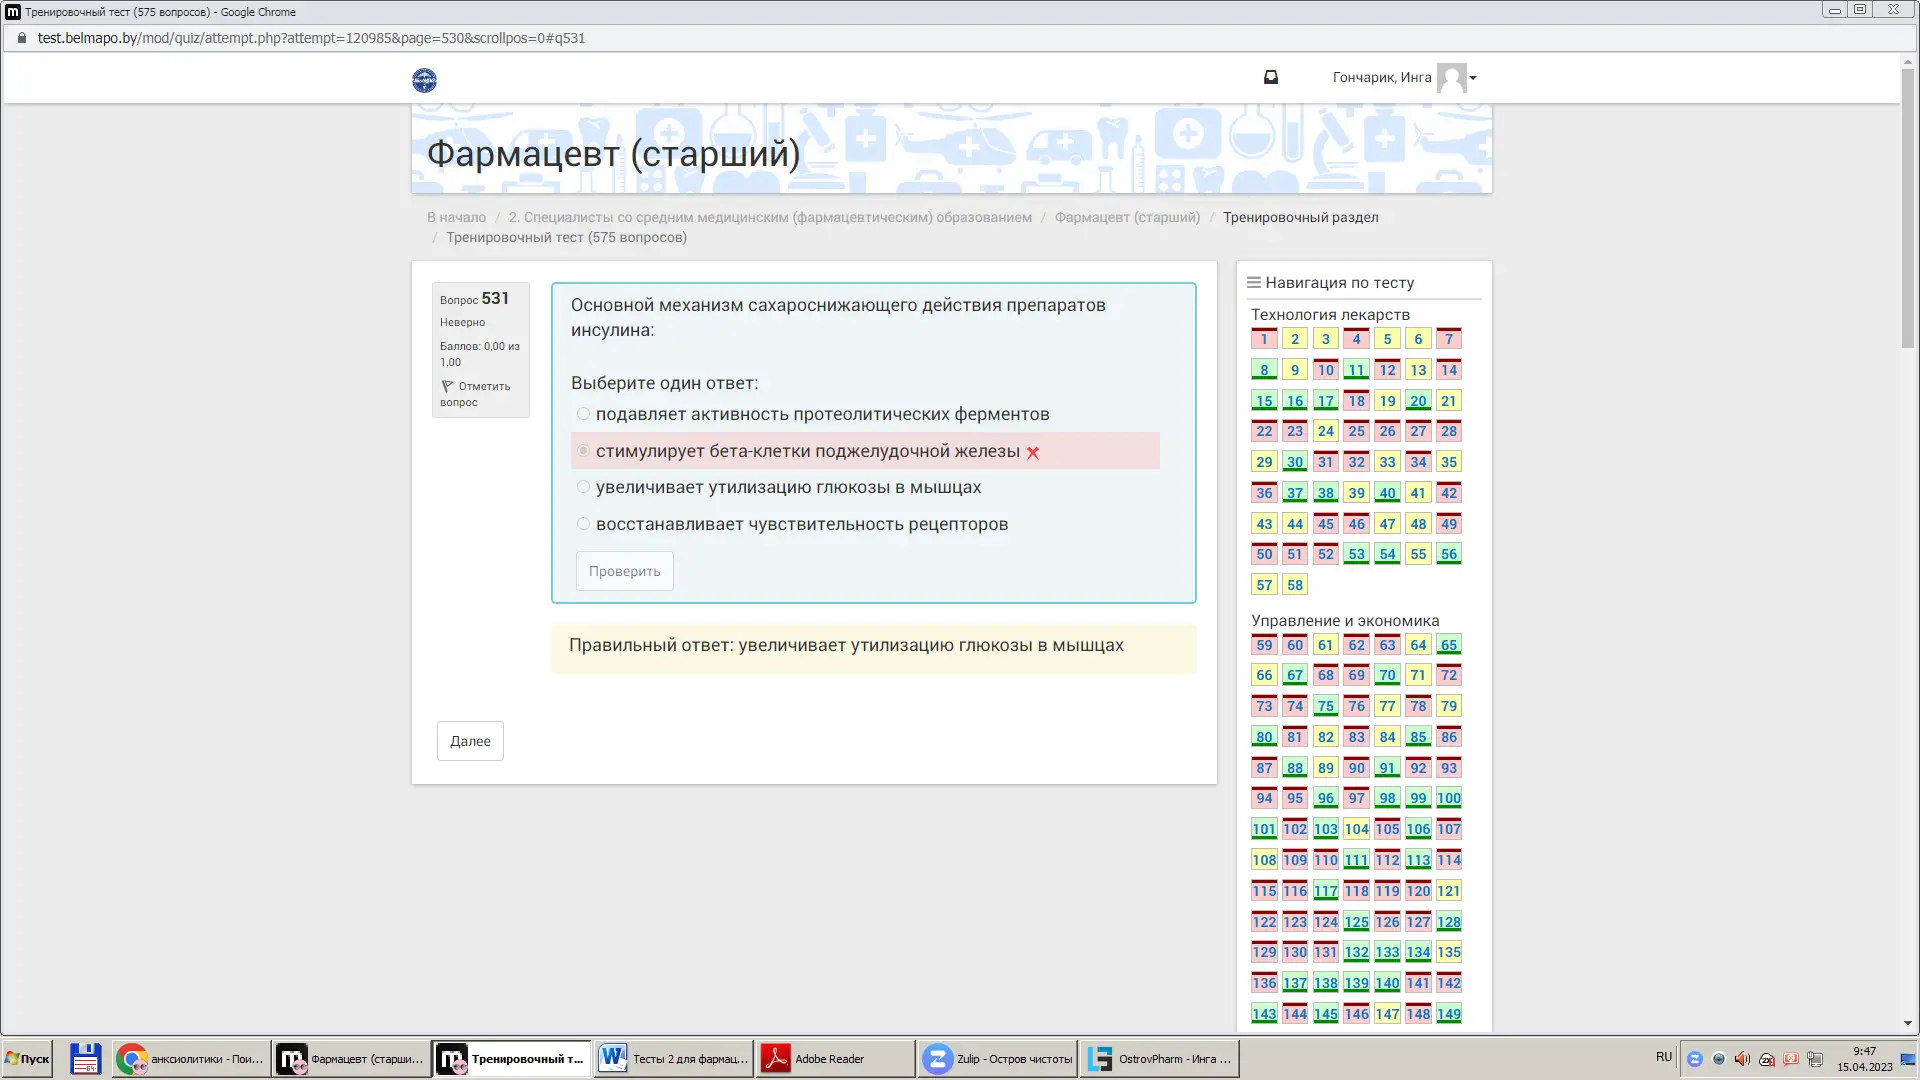 Тренировочный тест (575 вопросов) - Google Chrome
test.belmapo.by/mod/quiz/attempt.php?attempt=120985&page=530&scrollpos=0#q531
Гончарик, Инга
Фармацевт (старший)
В начало / 2. Специалисты со средним медицинским (фармацевтическим) образованием / Фармацевт (старший) / Тренировочный раздел
/ Тренировочный тест (575 вопросов)
Вопрос 531
Неверно
Баллов: 0,00 из
1,00
Отметить
вопрос
Основной механизм сахароснижающего действия препаратов
инсулина:
Выберите один ответ:
подавляет активность протеолитических ферментов
стимулирует бета-клетки поджелудочной железы
увеличивает утилизацию глюкозы в мышцах
восстанавливает чувствительность рецепторов
Проверить
Правильный ответ: увеличивает утилизацию глюкозы в мышцах
Далее
Навигация по тесту
Технология лекарств
1 2 3 4 5 6 7
8 9 10 11 12 13 14
15 16 17 18 19 20 21
22 23 24 25 26 27 28
29 30 31 32 33 34 35
36 37 38 39 40 41 42
43 44 45 46 47 48 49
50 51 52 53 54 55 56
57 58
Управление и экономика
59 60 61 62 63 64 65
66 67 68 69 70 71 72
73 74 75 76 77 78 79
80 81 82 83 84 85 86
87 88 89 90 91 92 93
94 95 96 97 98 99 100
101 102 103 104 105 106 107
108 109 110 111 112 113 114
115 116 117 118 119 120 121
122 123 124 125 126 127 128
129 130 131 132 133 134 135
136 137 138 139 140 141 142
143 144 145 146 147 148 149
Пуск
64
анксиолитики - Пои...
Фармацевт (старши...
Тренировочный т...
Тесты 2 для фармац...
Adobe Reader
Zulip - Остров чистоты
OstrovPharm - Инга ...
RU
9:47
15.04.2023